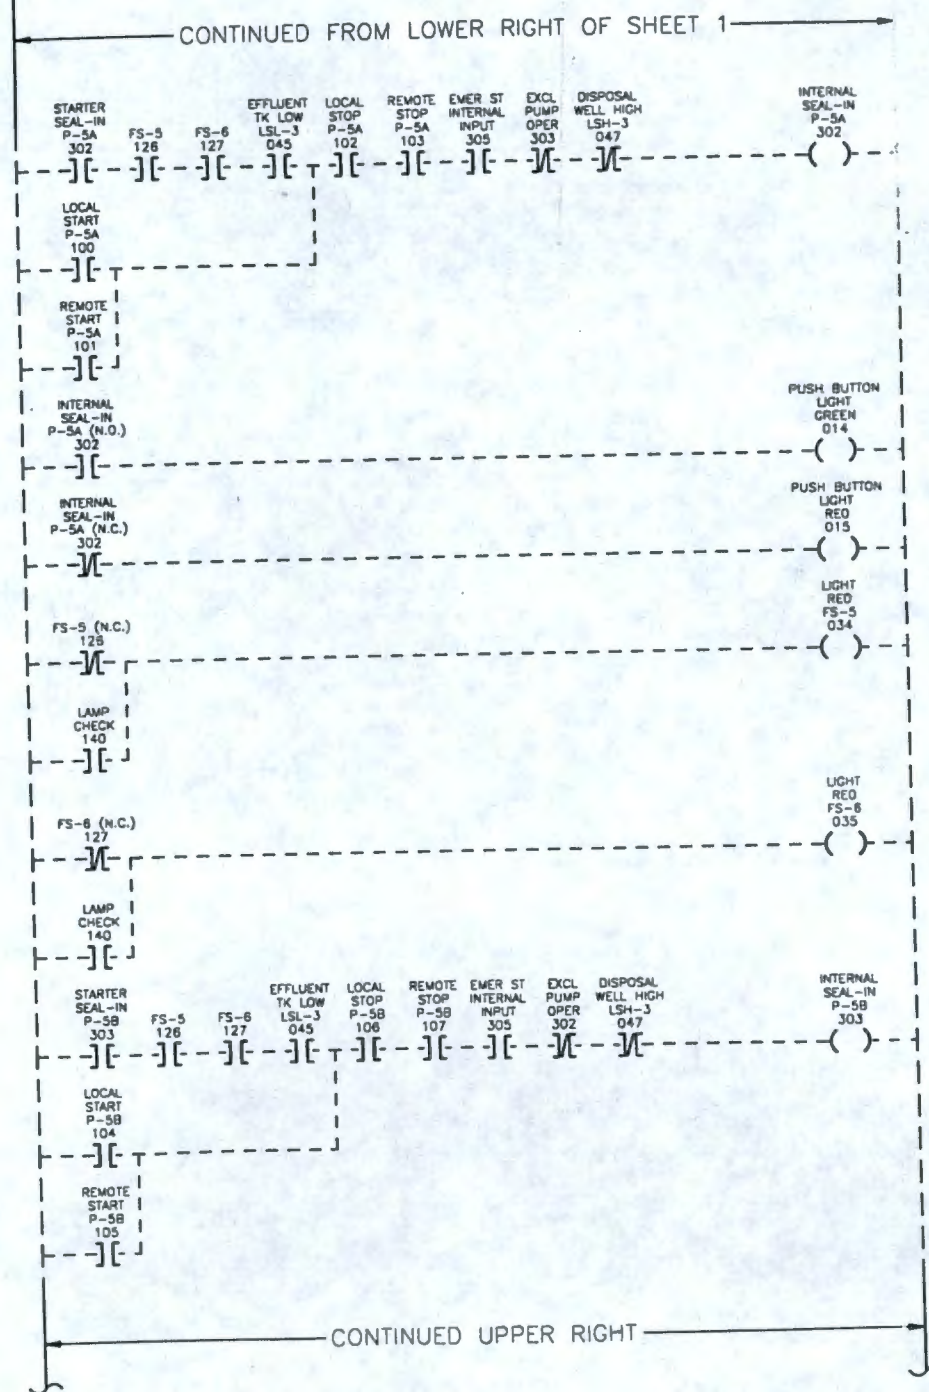 CONTINUED FROM LOWER RIGHT OF SHEET 1
STARTER
SEAL-IN
P-5A
302
FS-5
126
FS-6
127
EFFLUENT
TK LOW
LSL-3
045
LOCAL
STOP
P-5A
102
REMOTE
STOP
P-5A
103
EMER ST
INTERNAL
INPUT
305
EXCL
PUMP
OPER
303
DISPOSAL
WELL HIGH
LSH-3
047
INTERNAL
SEAL-IN
P-5A
302
LOCAL
START
P-5A
100
REMOTE
START
P-5A
101
INTERNAL
SEAL-IN
P-5A (N.O.)
302
PUSH BUTTON
LIGHT
GREEN
014
INTERNAL
SEAL-IN
P-5A (N.C.)
302
PUSH BUTTON
LIGHT
RED
015
FS-5 (N.C.)
126
LIGHT
RED
FS-5
034
LAMP
CHECK
140
FS-6 (N.C.)
127
LIGHT
RED
FS-6
035
LAMP
CHECK
140
STARTER
SEAL-IN
P-5B
303
FS-5
126
FS-6
127
EFFLUENT
TK LOW
LSL-3
045
LOCAL
STOP
P-5B
106
REMOTE
STOP
P-5B
107
EMER ST
INTERNAL
INPUT
305
EXCL
PUMP
OPER
302
DISPOSAL
WELL HIGH
LSH-3
047
INTERNAL
SEAL-IN
P-5B
303
LOCAL
START
P-5B
104
REMOTE
START
P-5B
105
CONTINUED UPPER RIGHT